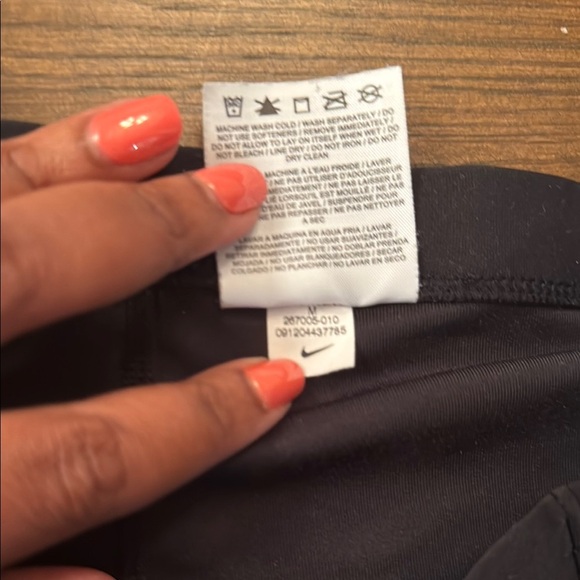 MACHINE WASH COLD / WASH SEPARATELY / DO
NOT USE SOFTENERS / REMOVE IMMEDIATELY /
DO NOT ALLOW TO LAY ON ITSELF WHEN WET / DO
NOT BLEACH / LINE DRY / DO NOT IRON / DO NOT
DRY CLEAN
MACHINE A L'EAU FROIDE / LAVER
/ NE PAS UTILISER D'ADOUCISSEUR
/ NE PAS LAISSER LE
LORSQU'IL EST MOUILLÉ / NE PAS
D'EAU DE JAVEL / SUSPENDRE POUR
NE PAS REPASSER / NE PAS NETTOYER
A SEC
LAVAR A MAQUINA EN AGUA FRIA / LAVAR
SEPARADAMENTE / NO USAR SUAVIZANTES /
RETIRAR INMEDIATAMENTE / NO DOBLAR PRENDA
MOJADA / NO USAR BLANQUEADORES / SECAR
COLGADO / NO PLANCHAR / NO LAVAR EN SECO
M
267005-010
091204437785